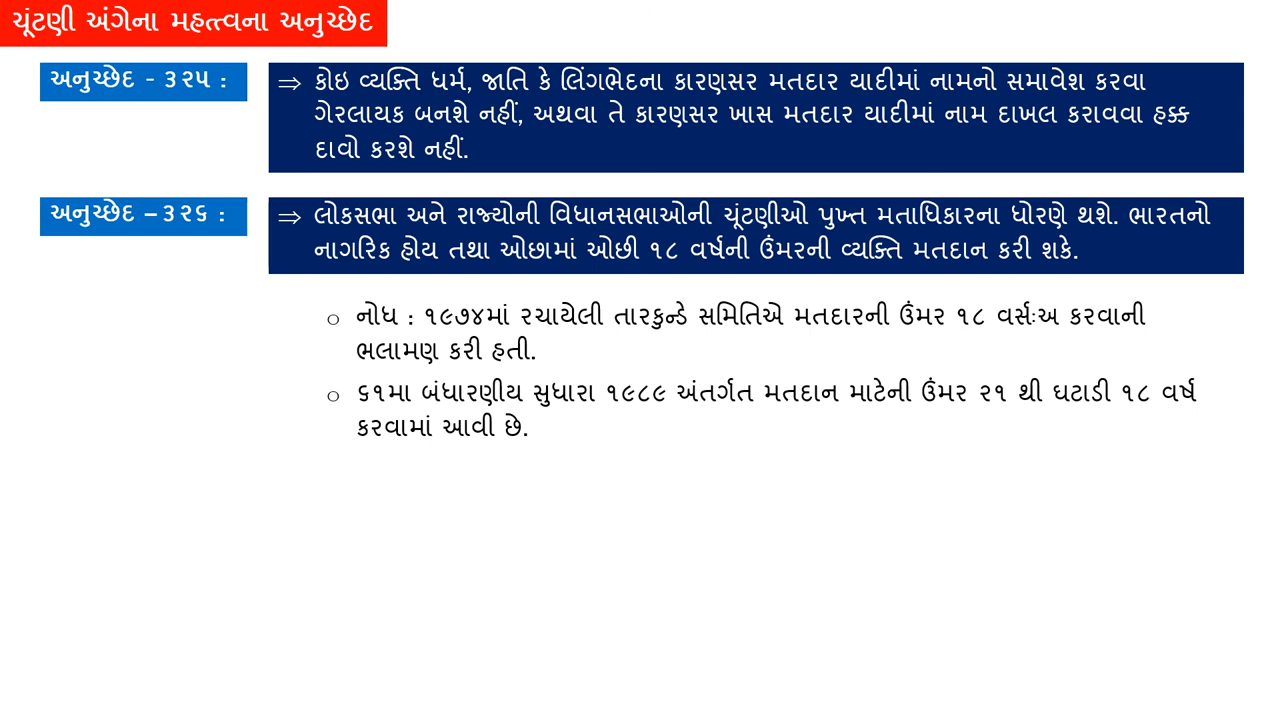 ચૂંટણી અંગેના મહત્ત્વના અનુચ્છેદ
અનુચ્છેદ - ૩૨૫ :
⇒ કોઇ વ્યક્તિ ધર્મ, જાતિ કે લિંગભેદના કારણસર મતદાર યાદીમાં નામનો સમાવેશ કરવા
ગેરલાયક બનશે નહીં, અથવા તે કારણસર ખાસ મતદાર યાદીમાં નામ દાખલ કરાવવા હક્ક
દાવો કરશે નહીં.
અનુચ્છેદ – ૩૨૬ :
⇒ લોકસભા અને રાજ્યોની વિધાનસભાઓની ચૂંટણીઓ પુખ્ત મતાધિકારના ધોરણે થશે. ભારતનો
નાગરિક હોય તથા ઓછામાં ઓછી ૧૮ વર્ષની ઉંમરની વ્યક્તિ મતદાન કરી શકે.
o નોધ : ૧૯૭૪માં રચાયેલી તારકુન્ડે સમિતિએ મતદારની ઉંમર ૧૮ વર્સઃઅ કરવાની
ભલામણ કરી હતી.
o ૬૧મા બંધારણીય સુધારા ૧૯૮૯ અંતર્ગત મતદાન માટેની ઉંમર ૨૧ થી ઘટાડી ૧૮ વર્ષ
કરવામાં આવી છે.